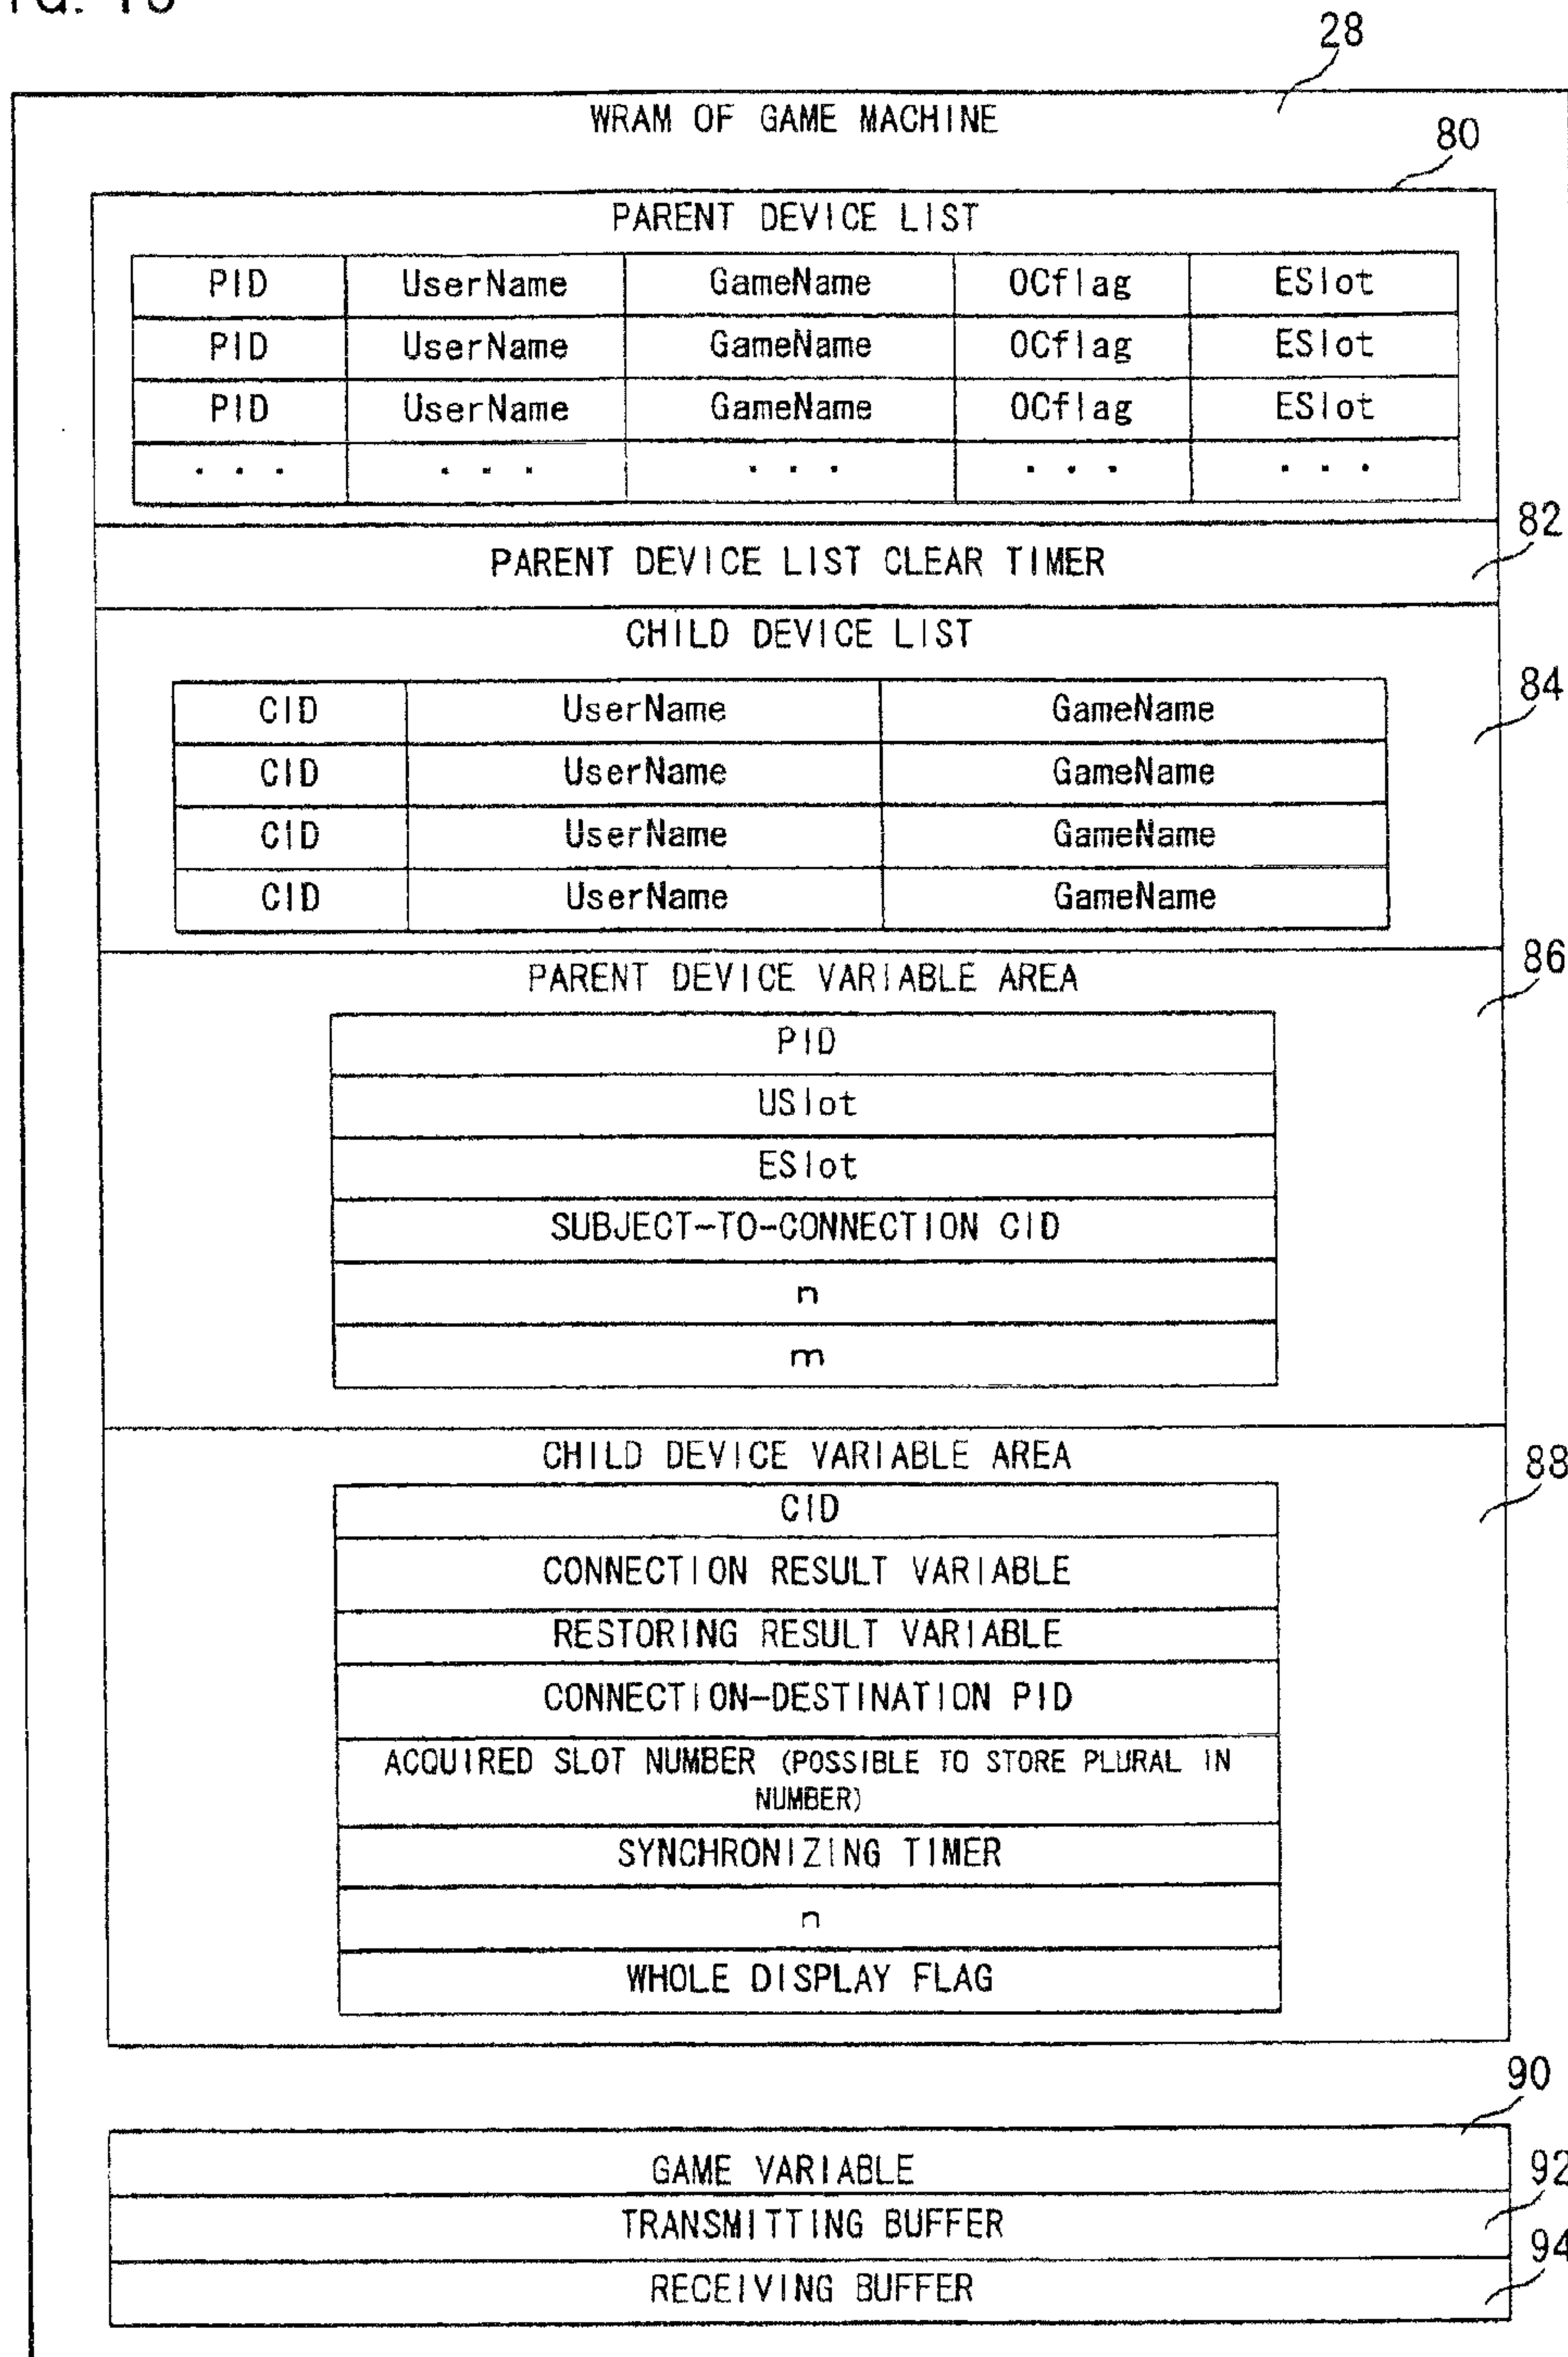 28
WRAM OF GAME MACHINE
80
PARENT DEVICE LIST
PID UserName GameName OCflag ESlot
PID UserName GameName OCflag ESlot
PID UserName GameName OCflag ESlot
... ... ... ... ...
82
PARENT DEVICE LIST CLEAR TIMER
CHILD DEVICE LIST
84
CID UserName GameName
CID UserName GameName
CID UserName GameName
CID UserName GameName
86
PARENT DEVICE VARIABLE AREA
PID
USlot
ESlot
SUBJECT-TO-CONNECTION CID
n
m
CHILD DEVICE VARIABLE AREA
88
CID
CONNECTION RESULT VARIABLE
RESTORING RESULT VARIABLE
CONNECTION-DESTINATION PID
ACQUIRED SLOT NUMBER (POSSIBLE TO STORE PLURAL IN
NUMBER)
SYNCHRONIZING TIMER
n
WHOLE DISPLAY FLAG
90
GAME VARIABLE
92
TRANSMITTING BUFFER
94
RECEIVING BUFFER